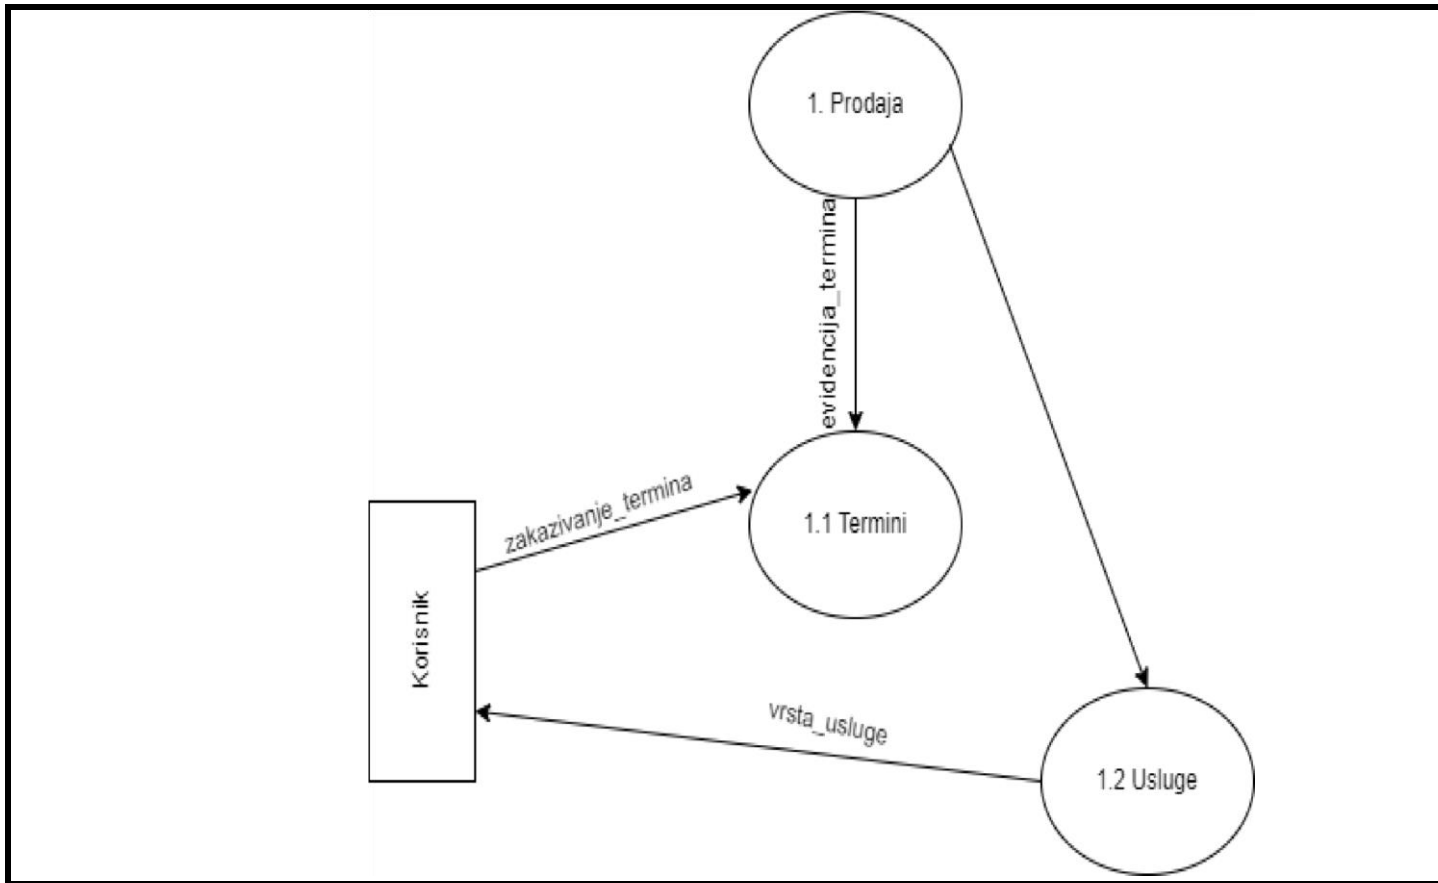 1. Prodaja
evidencija_termina
zakazivanje_termina
1.1 Termini
Korisnik
vrsta_usluge
1.2 Usluge